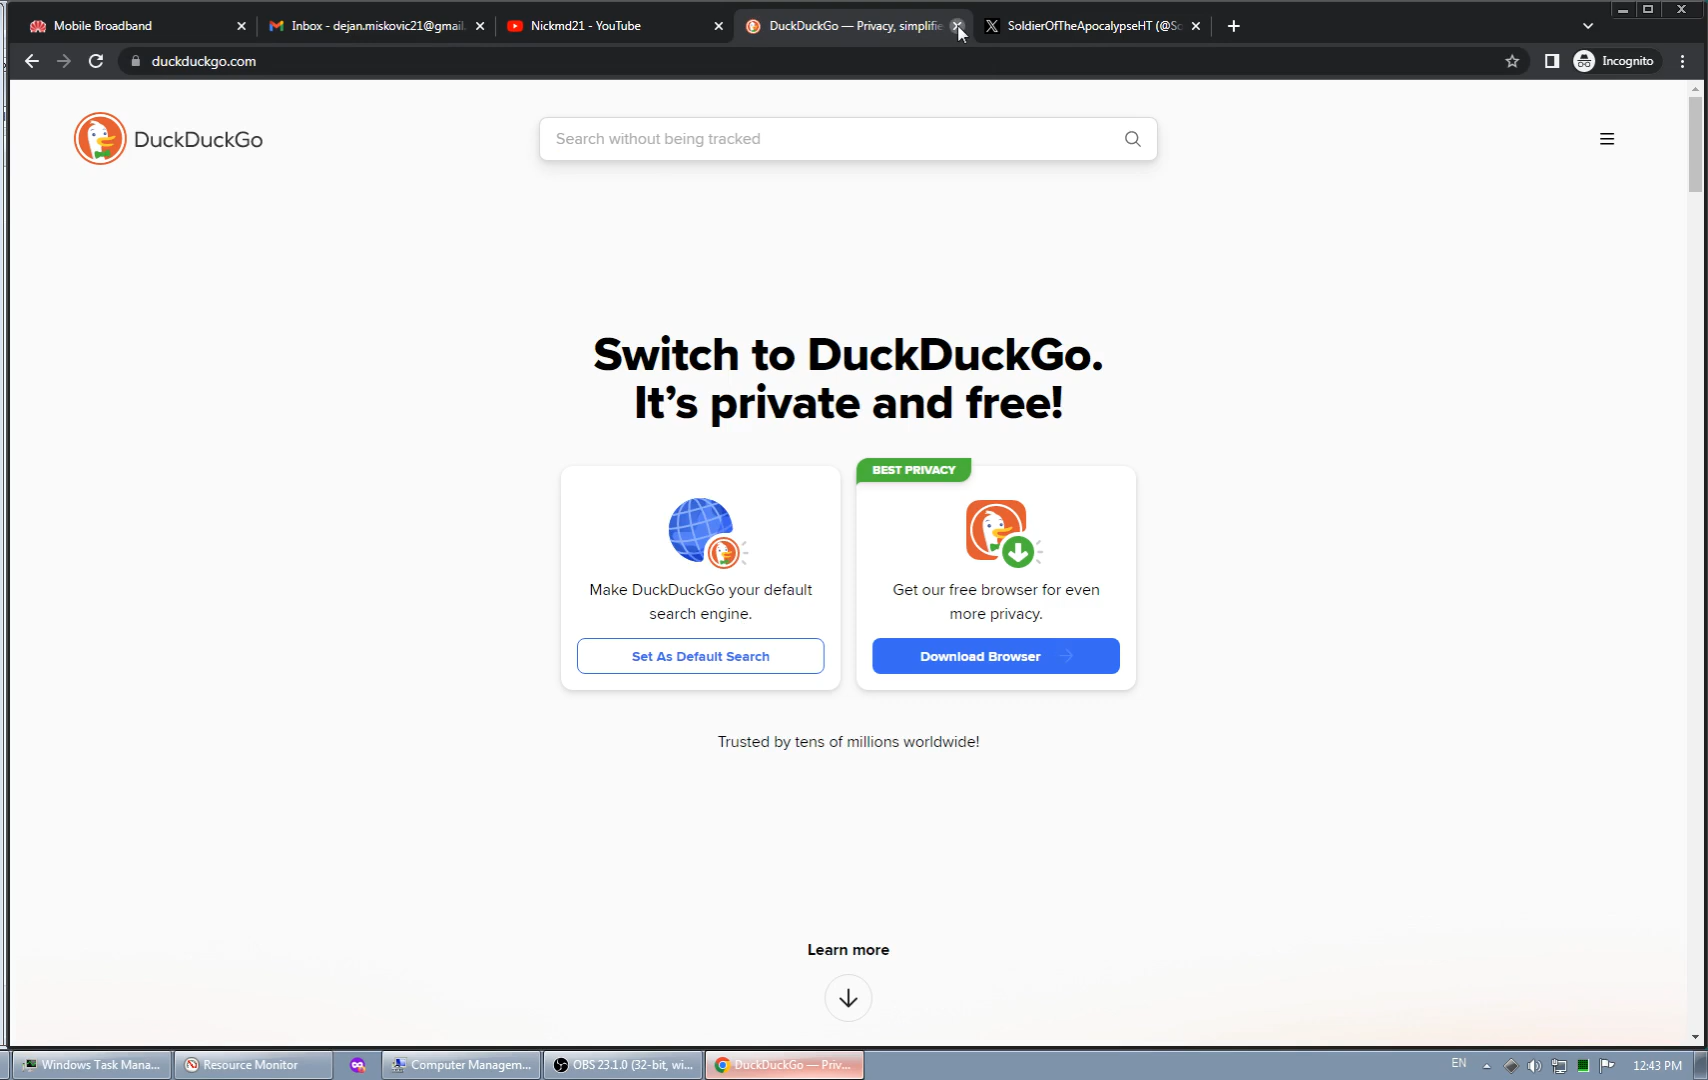 Mobile Broadband
Inbox - dejan.miskovic21@gmail.
Nickmd21 - YouTube
DuckDuckGo — Privacy, simplifie
SoldierOfTheApocalypseHT (@Sc
duckduckgo.com
Incognito
DuckDuckGo
Search without being tracked
Switch to DuckDuckGo.
It's private and free!
BEST PRIVACY
Make DuckDuckGo your default
search engine.
Set As Default Search
Get our free browser for even
more privacy.
Download Browser
Trusted by tens of millions worldwide!
Learn more
Windows Task Mana...
Resource Monitor
Computer Managem...
OBS 23.1.0 (32-bit, wi...
DuckDuckGo — Priv...
EN
12:43 PM